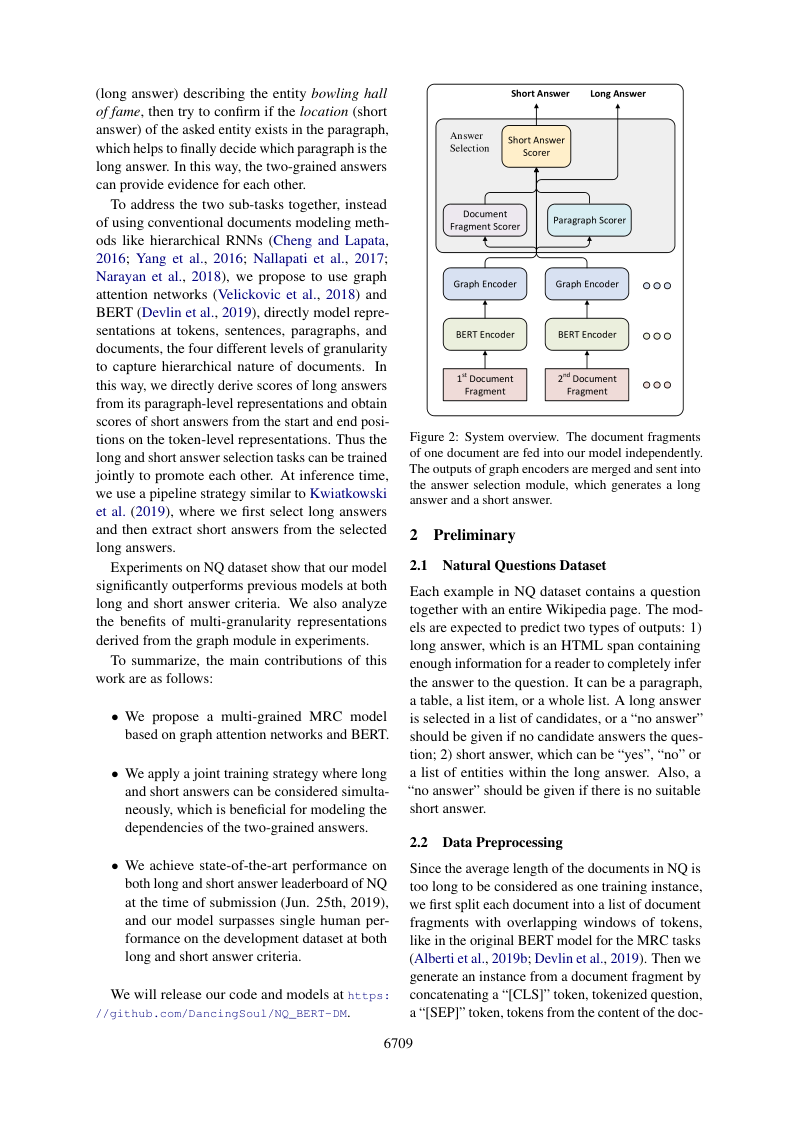 (long answer) describing the entity bowling hall
of fame, then try to confirm if the location (short
answer) of the asked entity exists in the paragraph,
which helps to finally decide which paragraph is the
long answer. In this way, the two-grained answers
can provide evidence for each other.
To address the two sub-tasks together, instead
of using conventional documents modeling meth-
ods like hierarchical RNNs (Cheng and Lapata,
2016; Yang et al., 2016; Nallapati et al., 2017;
Narayan et al., 2018), we propose to use graph
attention networks (Velickovic et al., 2018) and
BERT (Devlin et al., 2019), directly model repre-
sentations at tokens, sentences, paragraphs, and
documents, the four different levels of granularity
to capture hierarchical nature of documents. In
this way, we directly derive scores of long answers
from its paragraph-level representations and obtain
scores of short answers from the start and end posi-
tions on the token-level representations. Thus the
long and short answer selection tasks can be trained
jointly to promote each other. At inference time,
we use a pipeline strategy similar to Kwiatkowski
et al. (2019), where we first select long answers
and then extract short answers from the selected
long answers.
Experiments on NQ dataset show that our model
significantly outperforms previous models at both
long and short answer criteria. We also analyze
the benefits of multi-granularity representations
derived from the graph module in experiments.
To summarize, the main contributions of this
work are as follows:
• We propose a multi-grained MRC model
based on graph attention networks and BERT.
• We apply a joint training strategy where long
and short answers can be considered simulta-
neously, which is beneficial for modeling the
dependencies of the two-grained answers.
• We achieve state-of-the-art performance on
both long and short answer leaderboard of NQ
at the time of submission (Jun. 25th, 2019),
and our model surpasses single human per-
formance on the development dataset at both
long and short answer criteria.
We will release our code and models at https:
//github.com/DancingSoul/NQ_BERT-DM.
Short Answer Long Answer
Answer
Selection
Short Answer
Scorer
Document
Fragment Scorer
Paragraph Scorer
Graph Encoder Graph Encoder
BERT Encoder BERT Encoder
1st Document
Fragment
2nd Document
Fragment
Figure 2: System overview. The document fragments
of one document are fed into our model independently.
The outputs of graph encoders are merged and sent into
the answer selection module, which generates a long
answer and a short answer.
2 Preliminary
2.1 Natural Questions Dataset
Each example in NQ dataset contains a question
together with an entire Wikipedia page. The mod-
els are expected to predict two types of outputs: 1)
long answer, which is an HTML span containing
enough information for a reader to completely infer
the answer to the question. It can be a paragraph,
a table, a list item, or a whole list. A long answer
is selected in a list of candidates, or a “no answer”
should be given if no candidate answers the ques-
tion; 2) short answer, which can be “yes”, “no” or
a list of entities within the long answer. Also, a
“no answer” should be given if there is no suitable
short answer.
2.2 Data Preprocessing
Since the average length of the documents in NQ is
too long to be considered as one training instance,
we first split each document into a list of document
fragments with overlapping windows of tokens,
like in the original BERT model for the MRC tasks
(Alberti et al., 2019b; Devlin et al., 2019). Then we
generate an instance from a document fragment by
concatenating a “[CLS]” token, tokenized question,
a “[SEP]” token, tokens from the content of the doc-
6709